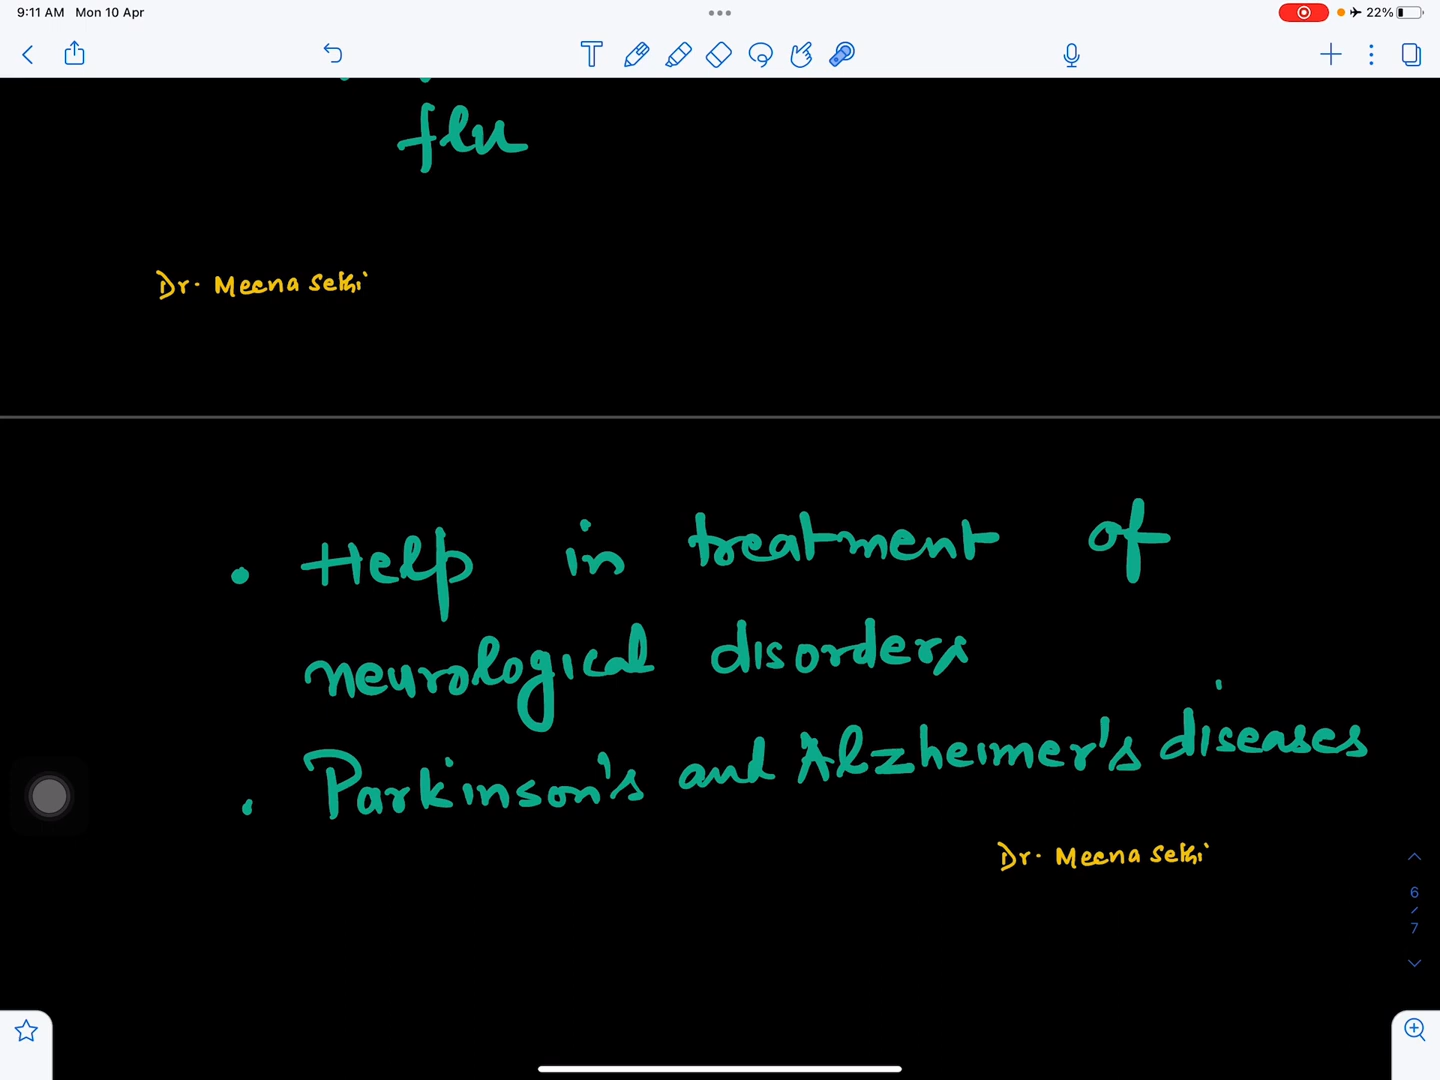 9:11 AM Mon 10 Apr
22%
flu
Dr. Meena Sethi
• Help in treatment of
neurological disorders
• Parkinson's and Alzheimer's diseases
Dr. Meena Sethi
6
/
7